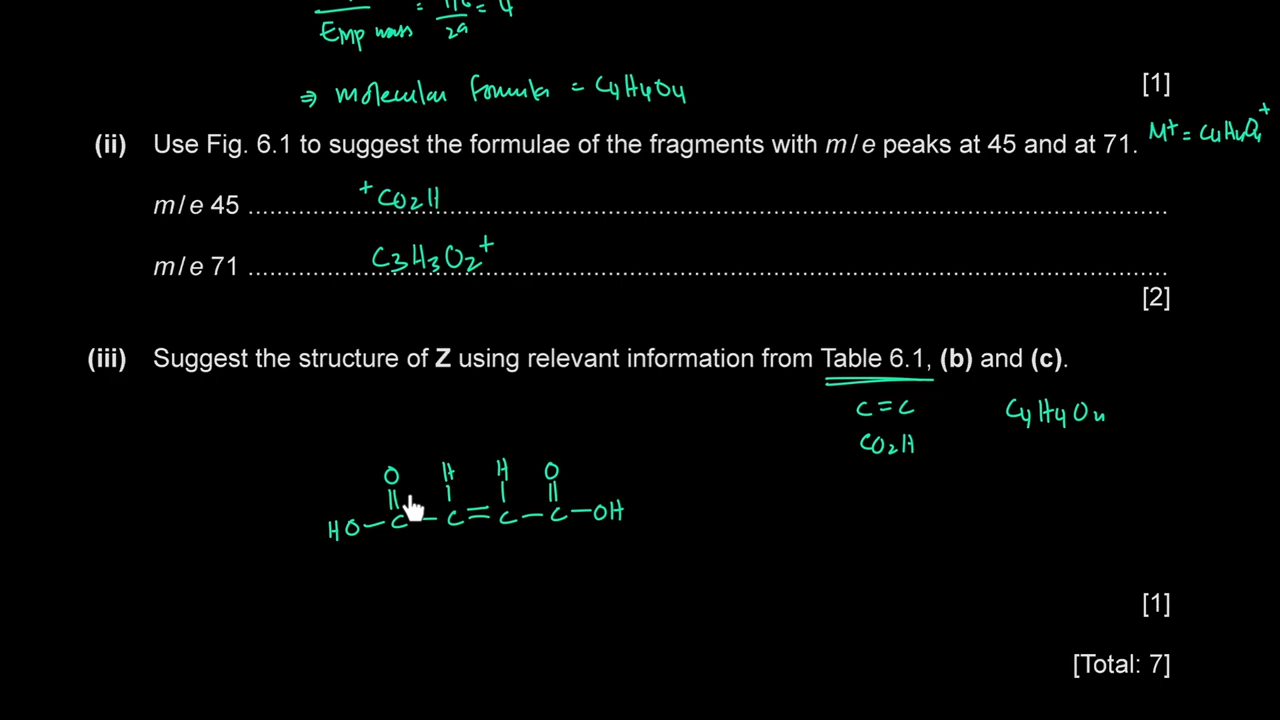 Emp mass = 116/29 = 4
⇒ molecular formula = C4H4O4
[1]
M+ = C4H4O4+
(ii) Use Fig. 6.1 to suggest the formulae of the fragments with m/e peaks at 45 and at 71.
m/e 45 ........ +CO2H ........
m/e 71 ........ C3H3O2+ ........
[2]
(iii) Suggest the structure of Z using relevant information from Table 6.1, (b) and (c).
C=C C4H4O4
CO2H
O H H O
HO–C–C=C–C–OH
[1]
[Total: 7]